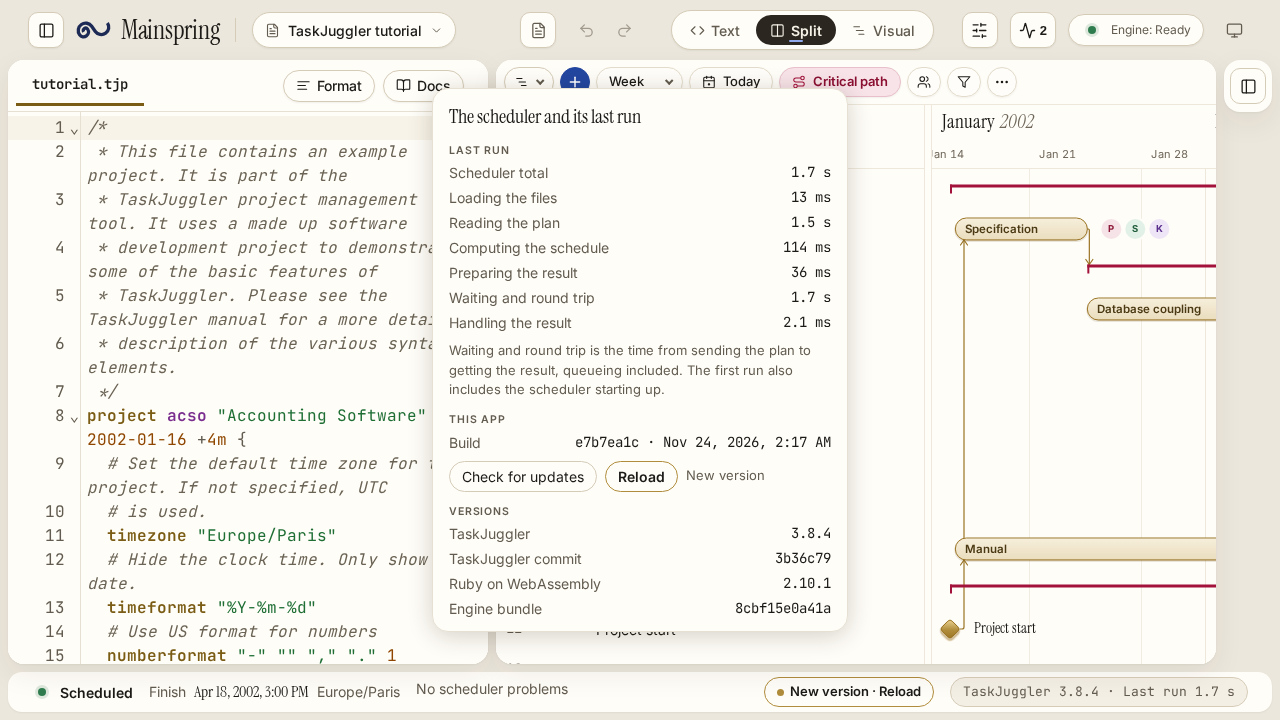 Mainspring
TaskJuggler tutorial
Text
Split
Visual
2
Engine: Ready
tutorial.tjp
Format
Docs
Week
Today
Critical path
1 /*
2  * This file contains an example
project. It is part of the
3  * TaskJuggler project management
tool. It uses a made up software
4  * development project to demonstra
some of the basic features of
5  * TaskJuggler. Please see the
TaskJuggler manual for a more detai
6  * description of the various synta
elements.
7  */
8 project acso "Accounting Software"
2002-01-16 +4m {
9   # Set the default time zone for t
project. If not specified, UTC
10   # is used.
11   timezone "Europe/Paris"
12   # Hide the clock time. Only show
date.
13   timeformat "%Y-%m-%d"
14   # Use US format for numbers
15   numberformat "-" "" "," "." 1
The scheduler and its last run
LAST RUN
Scheduler total 1.7 s
Loading the files 13 ms
Reading the plan 1.5 s
Computing the schedule 114 ms
Preparing the result 36 ms
Waiting and round trip 1.7 s
Handling the result 2.1 ms
Waiting and round trip is the time from sending the plan to
getting the result, queueing included. The first run also
includes the scheduler starting up.
THIS APP
Build e7b7ea1c · Nov 24, 2026, 2:17 AM
Check for updates
Reload
New version
VERSIONS
TaskJuggler 3.8.4
TaskJuggler commit 3b36c79
Ruby on WebAssembly 2.10.1
Engine bundle 8cbf15e0a41a
Project start
January 2002
Jan 14
Jan 21
Jan 28
Specification
P
S
K
Database coupling
Manual
Project start
Scheduled
Finish Apr 18, 2002, 3:00 PM
Europe/Paris
No scheduler problems
New version · Reload
TaskJuggler 3.8.4 · Last run 1.7 s